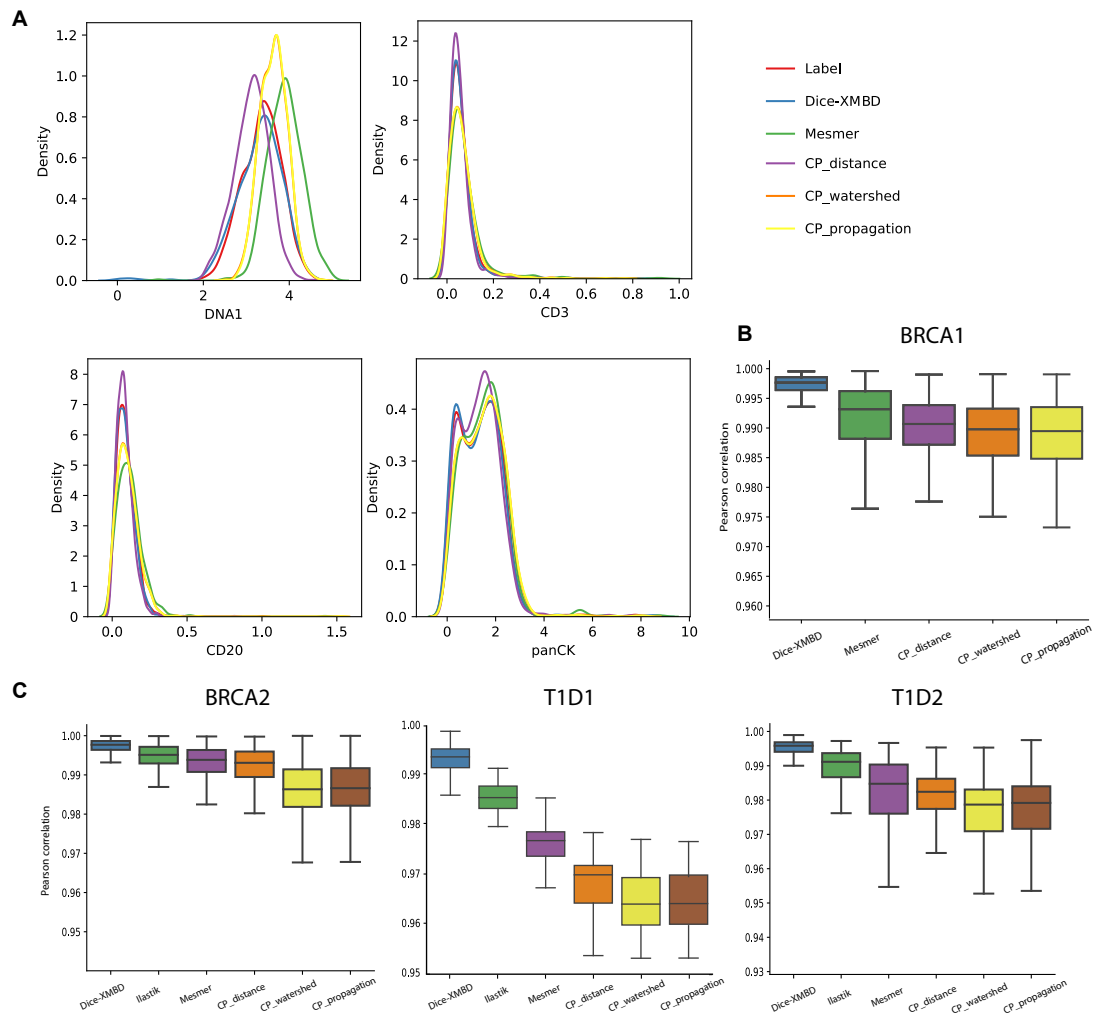 A
1.2
1.0
0.8
0.6
0.4
0.2
0.0
Density
0
2
4
DNA1
12
10
8
6
4
2
0
Density
0.0
0.2
0.4
0.6
0.8
1.0
CD3
Label
Dice-XMBD
Mesmer
CP_distance
CP_watershed
CP_propagation
8
7
6
5
4
3
2
1
0
Density
0.0
0.5
1.0
1.5
CD20
0.4
0.3
0.2
0.1
0.0
Density
0
2
4
6
8
10
panCK
B
BRCA1
1.000
0.995
0.990
0.985
0.980
0.975
0.970
0.965
0.960
Pearson correlation
Dice-XMBD
Mesmer
CP_distance
CP_watershed
CP_propagation
C
BRCA2
1.00
0.99
0.98
0.97
0.96
0.95
Pearson correlation
Dice-XMBD
Ilastik
Mesmer
CP_distance
CP_watershed
CP_propagation
T1D1
1.00
0.99
0.98
0.97
0.96
0.95
Dice-XMBD
Ilastik
Mesmer
CP_distance
CP_watershed
CP_propagation
T1D2
1.00
0.99
0.98
0.97
0.96
0.95
0.94
0.93
Dice-XMBD
Ilastik
Mesmer
CP_distance
CP_watershed
CP_propagation